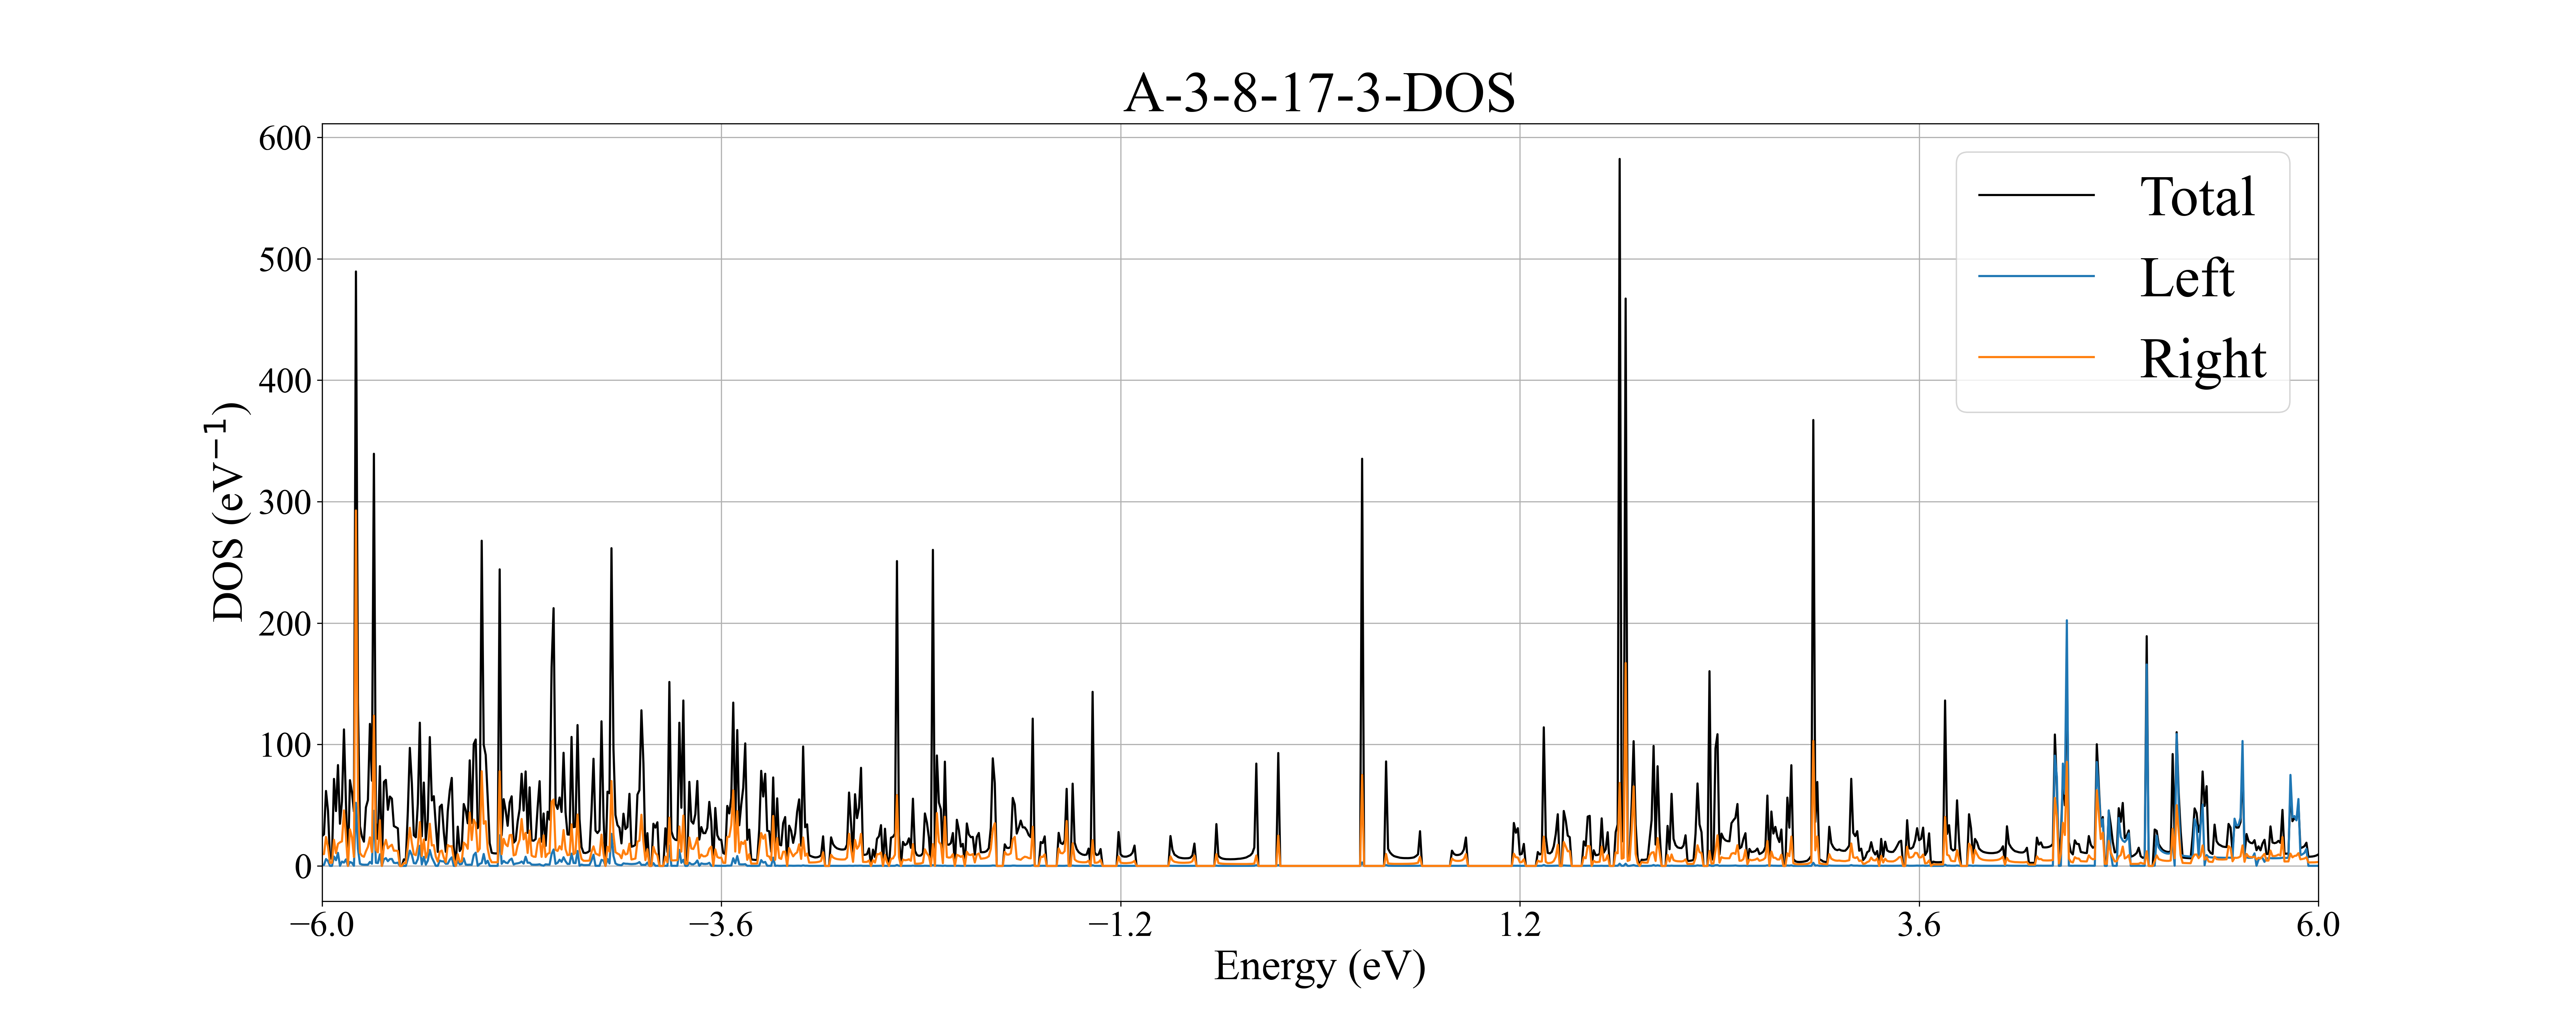 A-3-8-17-3-DOS
600
500
400
300
200
100
0
DOS (eV⁻¹)
Total
Left
Right
−6.0 −3.6 −1.2 1.2 3.6 6.0
Energy (eV)